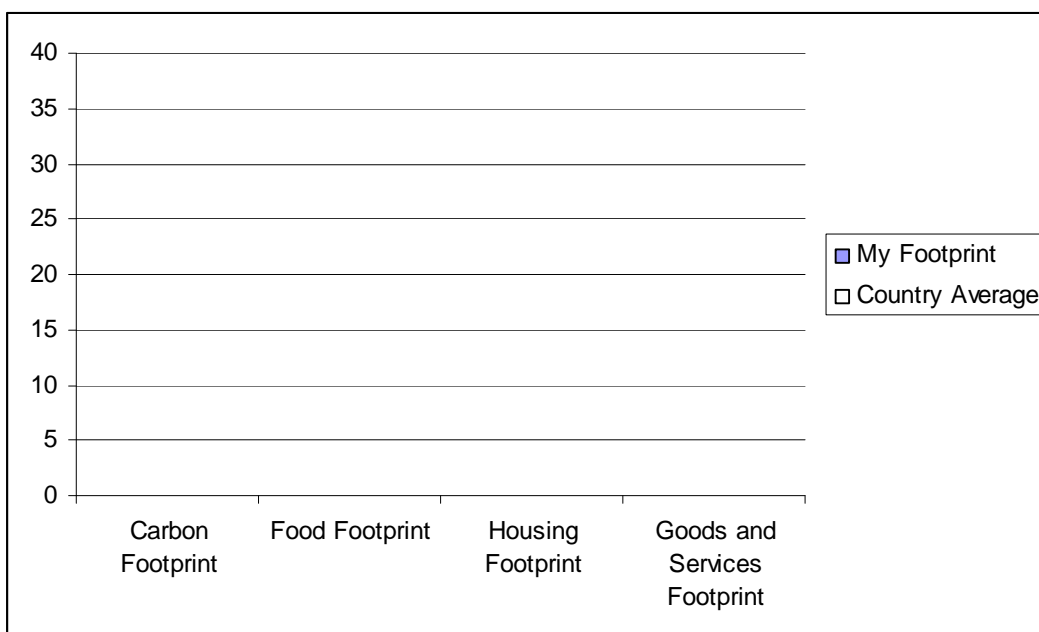 40
35
30
25
20
15
10
5
0
Carbon
Footprint
Food Footprint
Housing
Footprint
Goods and
Services
Footprint
My Footprint
Country Average